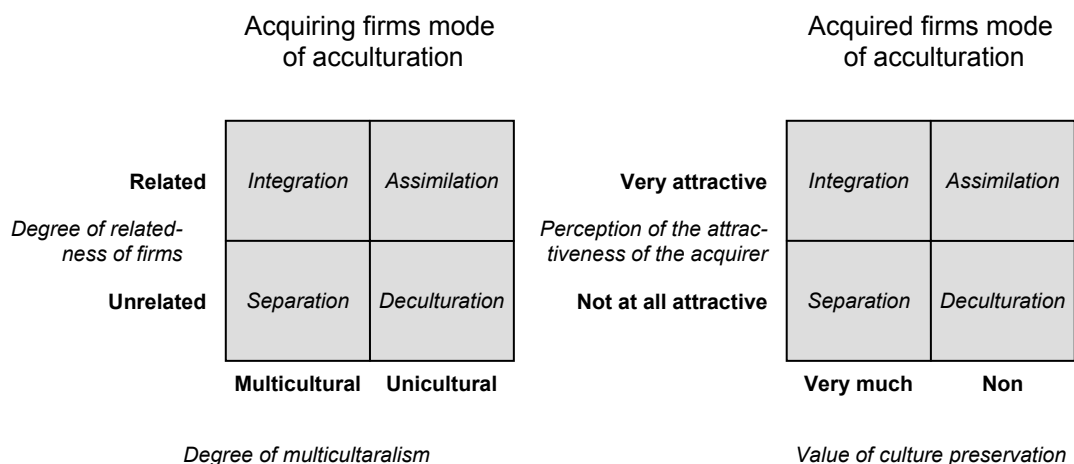 Acquiring firms mode
of acculturation
Related
Integration
Assimilation
Degree of related-
ness of firms
Unrelated
Separation
Deculturation
Multicultural
Unicultural
Degree of multicultaralism
Acquired firms mode
of acculturation
Very attractive
Integration
Assimilation
Perception of the attrac-
tiveness of the acquirer
Not at all attractive
Separation
Deculturation
Very much
Non
Value of culture preservation